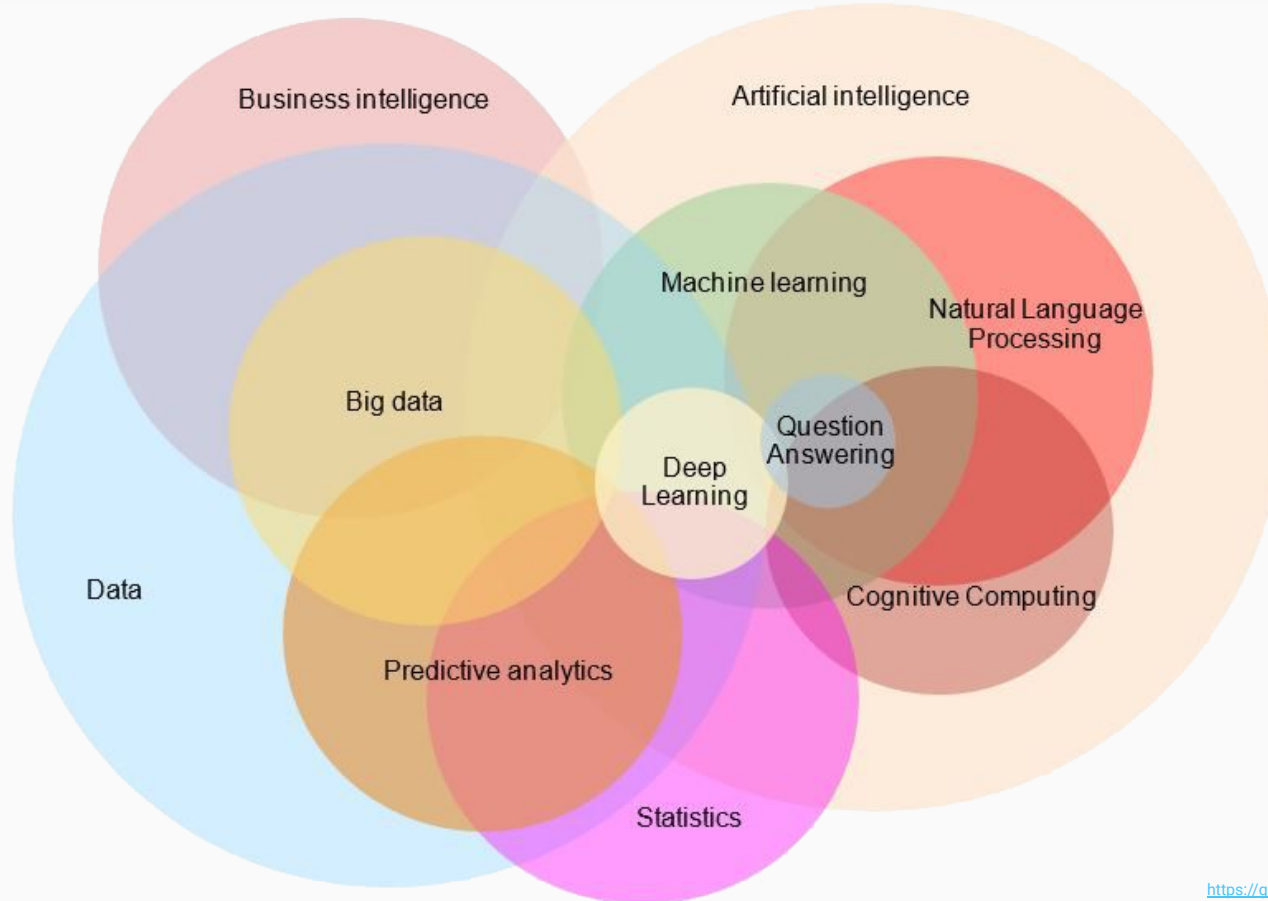 Business intelligence
Artificial intelligence
Machine learning
Natural Language
Processing
Big data
Question
Answering
Deep
Learning
Data
Cognitive Computing
Predictive analytics
Statistics
https://q